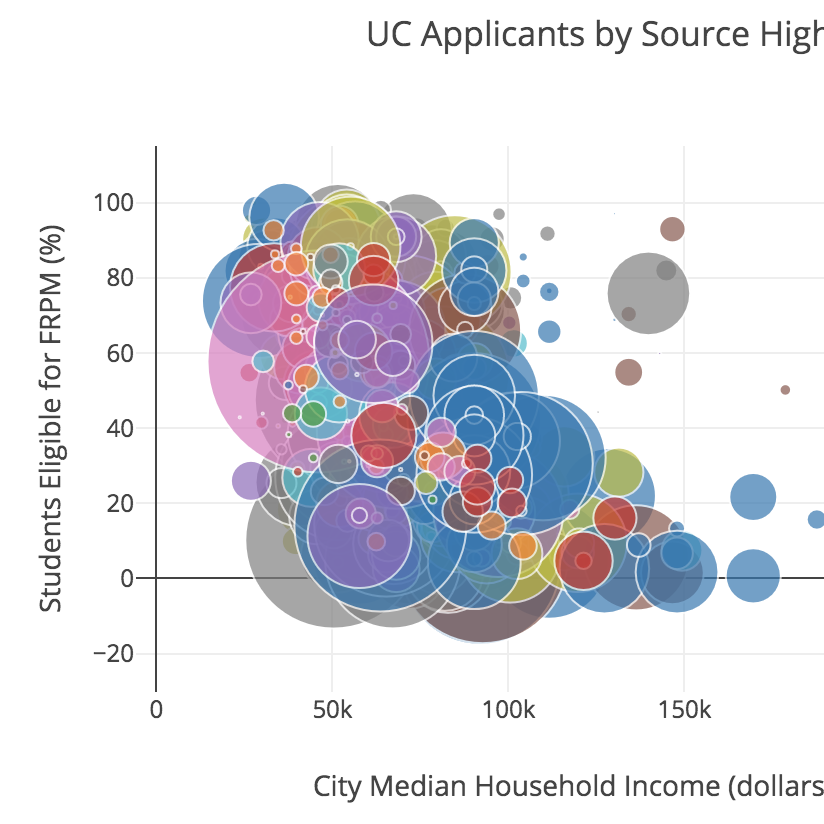 UC Applicants by Source High
Students Eligible for FRPM (%)
100
80
60
40
20
0
−20
0
50k
100k
150k
City Median Household Income (dollars